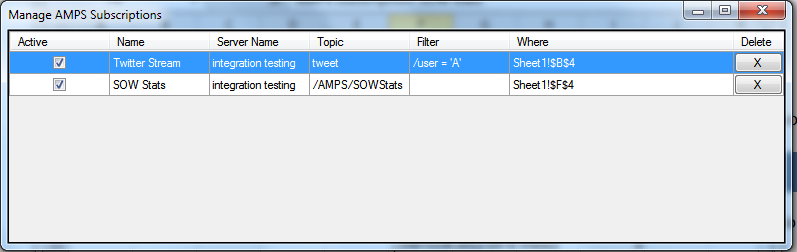 Manage AMPS Subscriptions
Active Name Server Name Topic Filter Where Delete
Twitter Stream integration testing tweet /user = 'A' Sheet1!$B$4 X
SOW Stats integration testing /AMPS/SOWStats Sheet1!$F$4 X